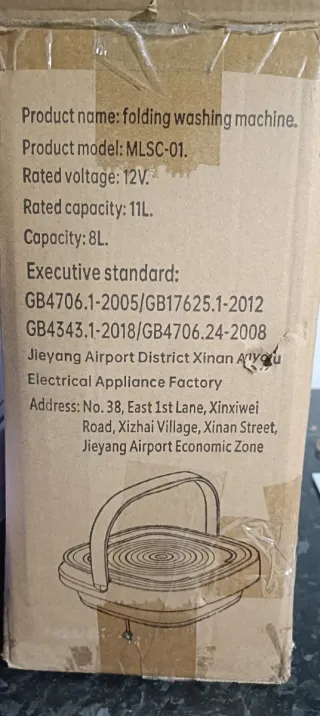 Product name: folding washing machine.
Product model: MLSC-01.
Rated voltage: 12V.
Rated capacity: 11L.
Capacity: 8L.
Executive standard:
GB4706.1-2005/GB17625.1-2012
GB4343.1-2018/GB4706.24-2008
Jieyang Airport District Xinan
Electrical Appliance Factory
Address: No. 38, East 1st Lane, Xinxiwei
Road, Xizhai Village, Xinan Street,
Jieyang Airport Economic Zone